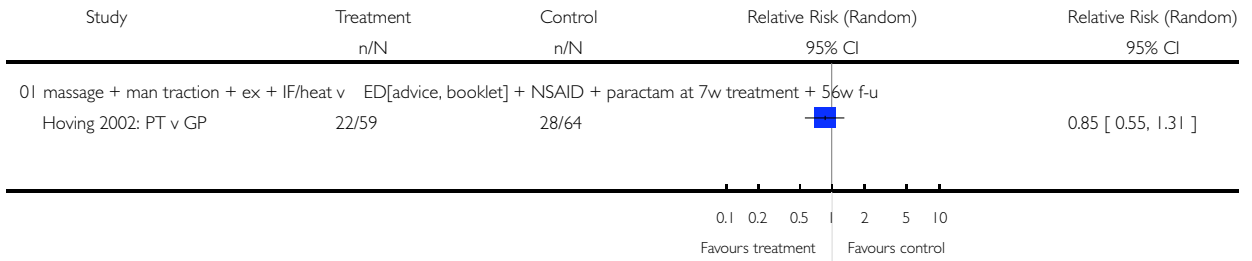 Study Treatment Control Relative Risk (Random) Relative Risk (Random)
n/N n/N 95% CI 95% CI
01 massage + man traction + ex + IF/heat v ED[advice, booklet] + NSAID + paractam at 7w treatment + 56w f-u
Hoving 2002: PT v GP 22/59 28/64 0.85 [ 0.55, 1.31 ]
0.1 0.2 0.5 1 2 5 10
Favours treatment Favours control